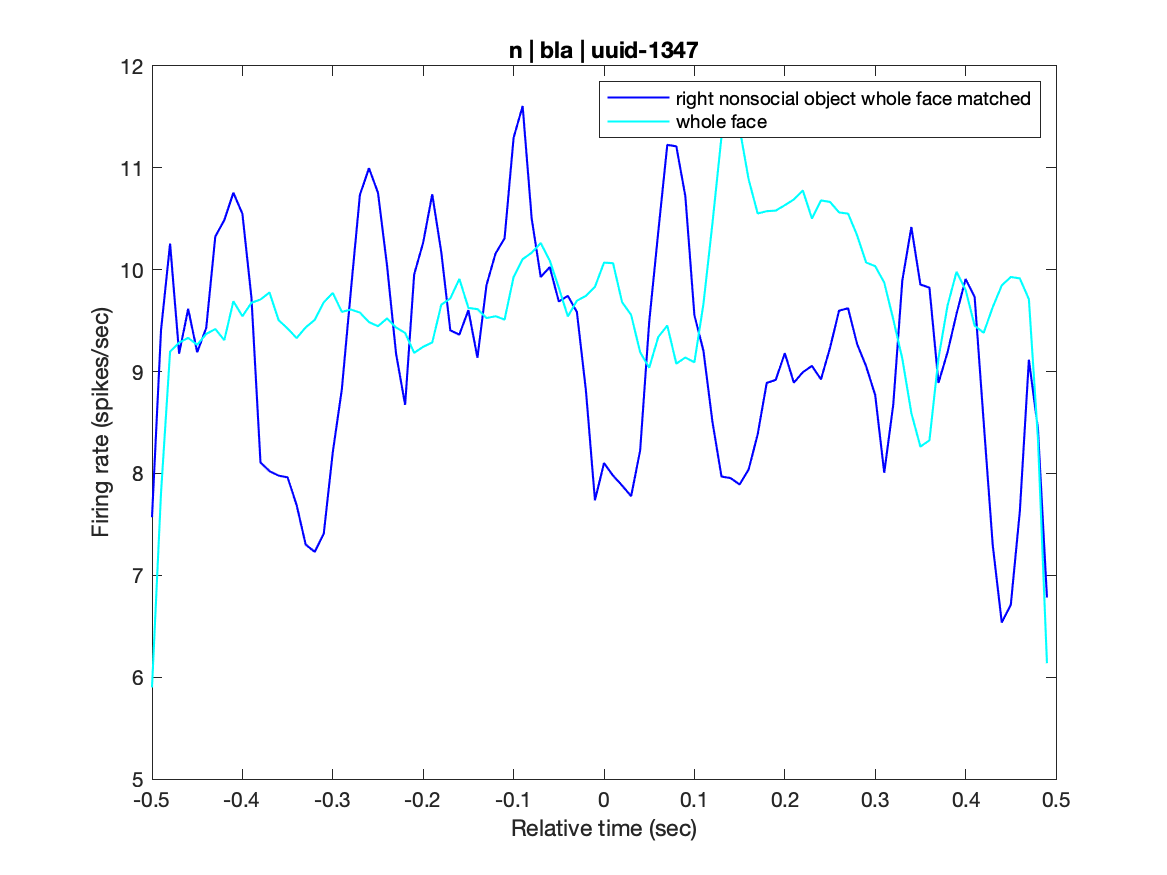 n | bla | uuid-1347
right nonsocial object whole face matched
whole face
12
11
10
9
8
7
6
5
Firing rate (spikes/sec)
-0.5 -0.4 -0.3 -0.2 -0.1 0 0.1 0.2 0.3 0.4 0.5
Relative time (sec)